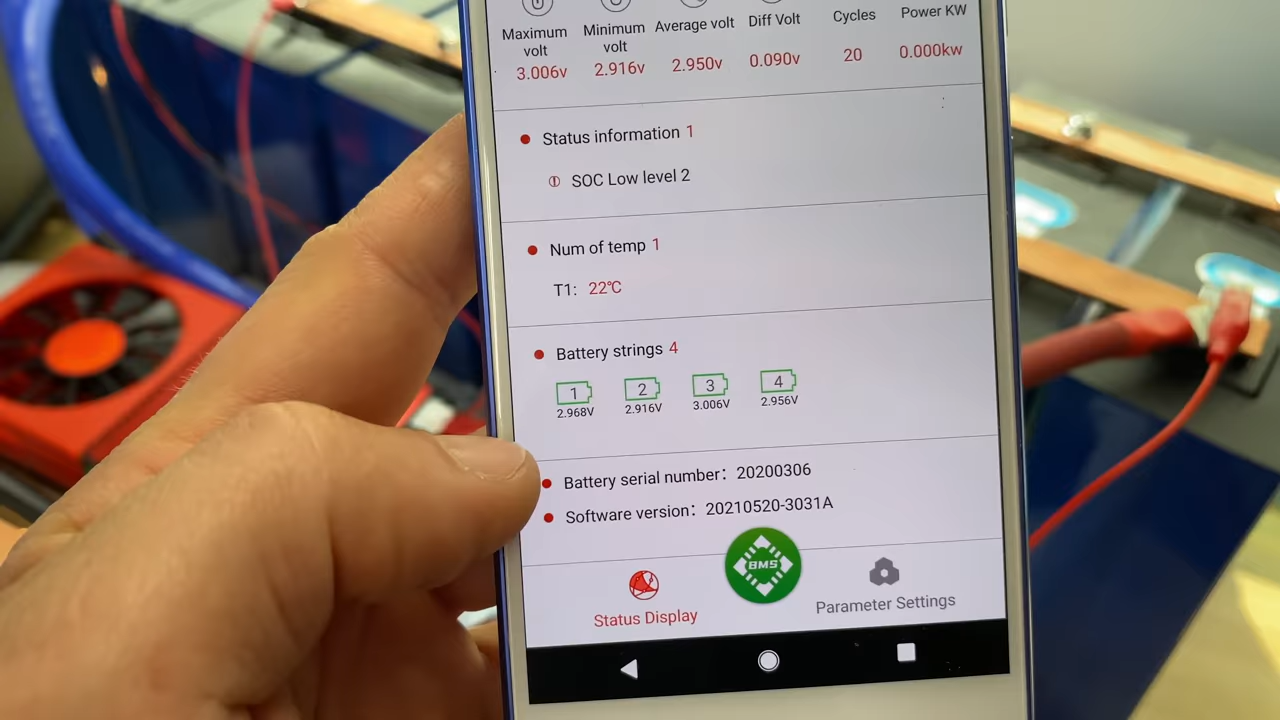 Maximum volt
Minimum volt
Average volt
Diff Volt
Cycles
Power KW
3.006v
2.916v
2.950v
0.090v
20
0.000kw
Status information 1
SOC Low level 2
Num of temp 1
T1: 22℃
Battery strings 4
1
2
3
4
2.968V
2.916V
3.006V
2.956V
Battery serial number: 20200306
Software version: 20210520-3031A
BMS
Status Display
Parameter Settings